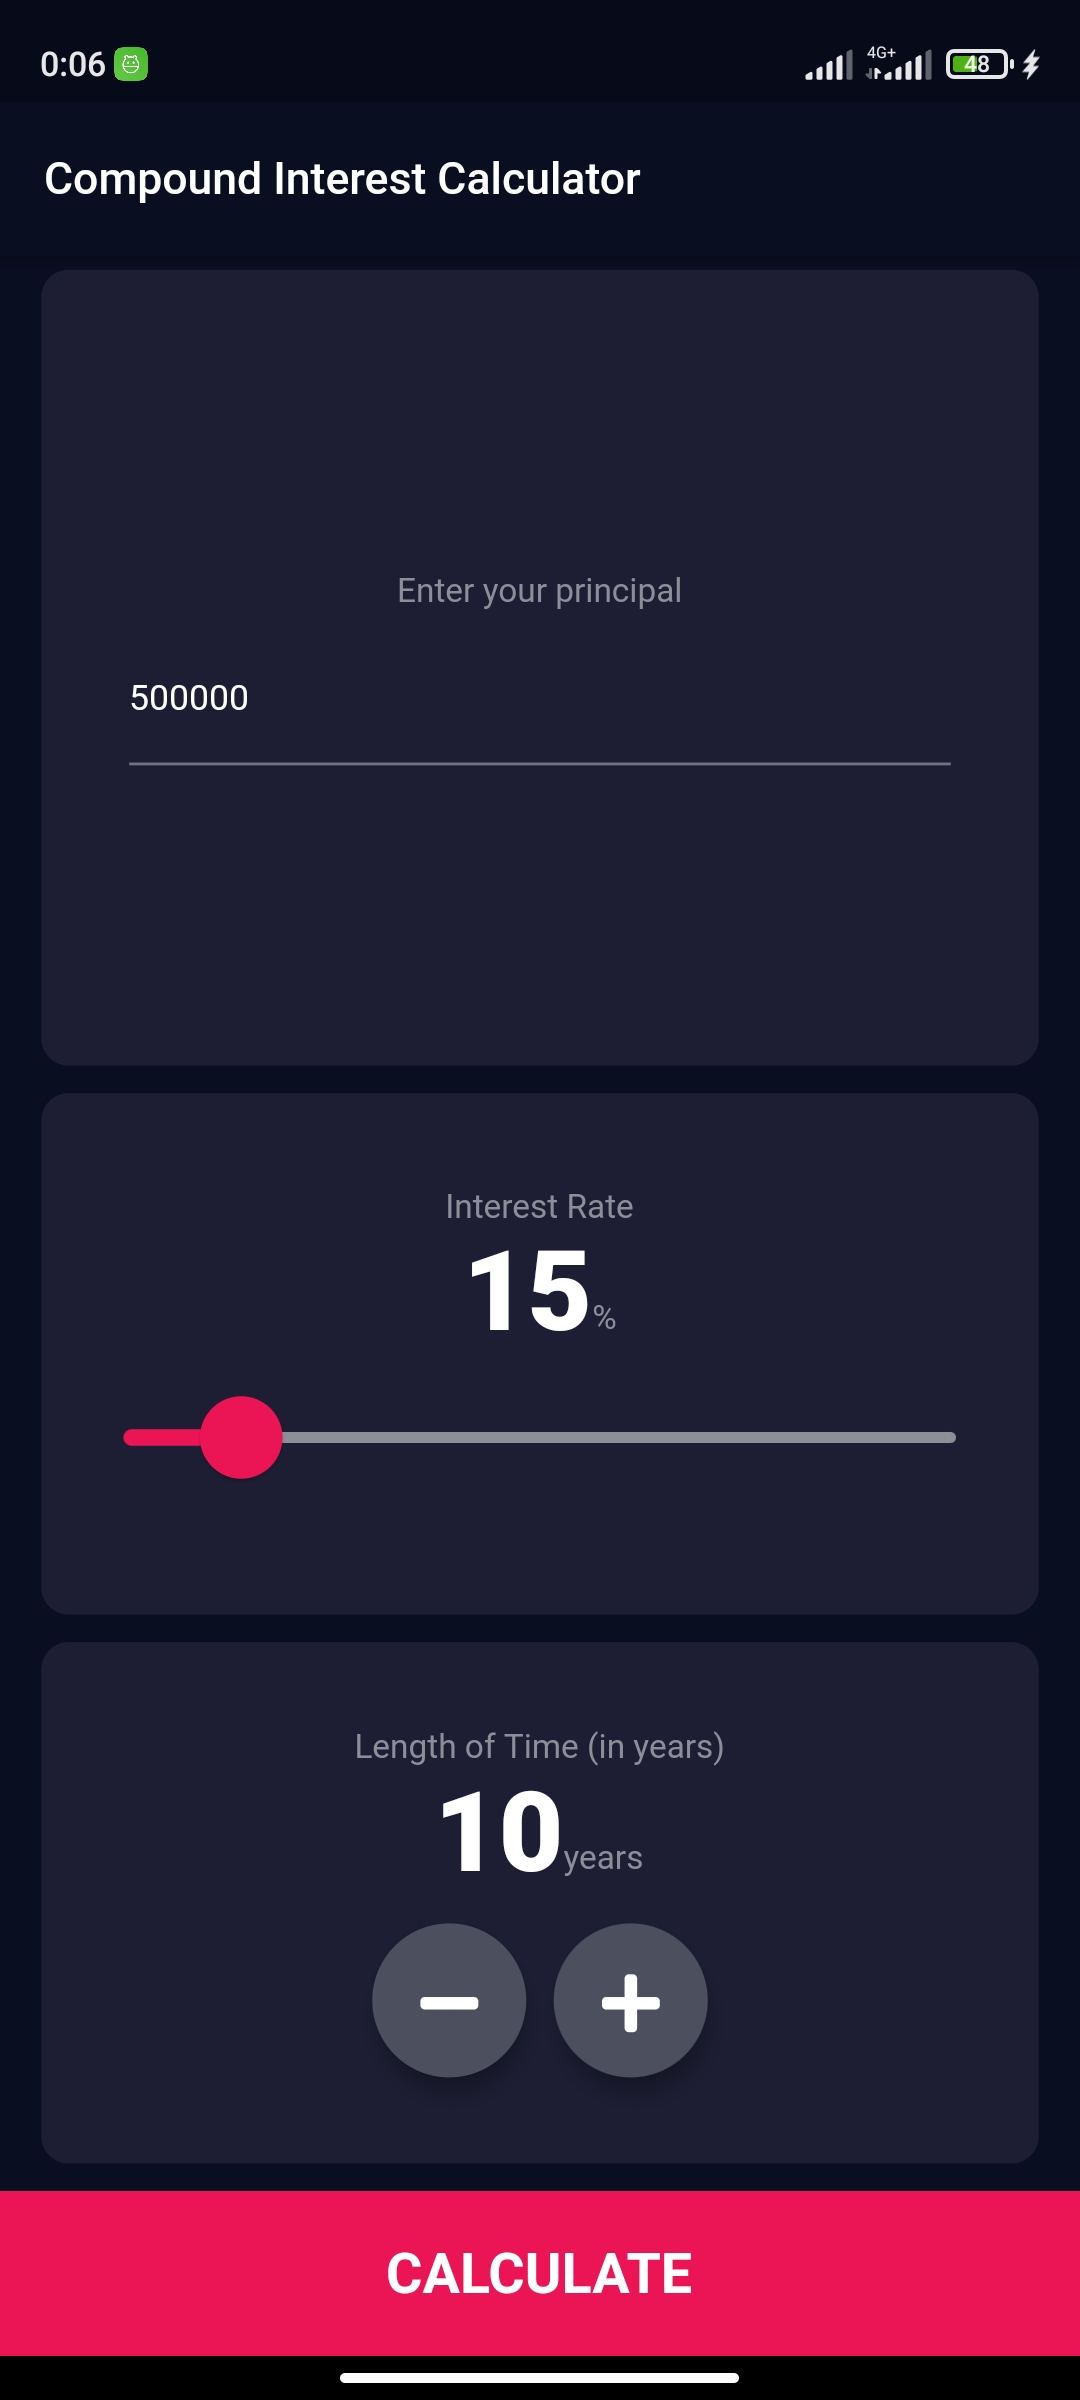 0:06
4G+
48
Compound Interest Calculator
Enter your principal
500000
Interest Rate
15%
Length of Time (in years)
10years
CALCULATE